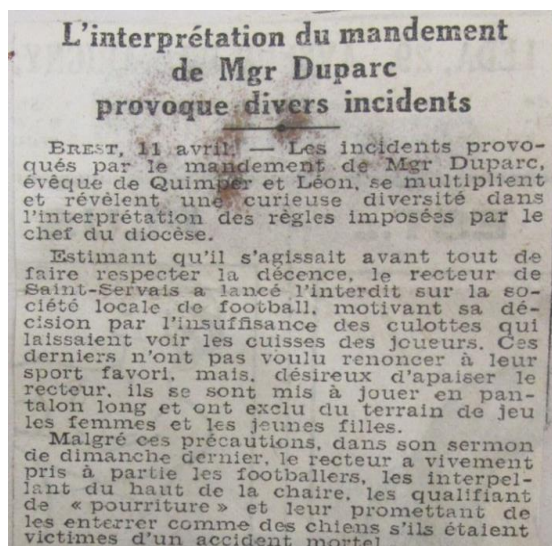 L'interprétation du mandement
de Mgr Duparc
provoque divers incidents
BREST, 11 avril. — Les incidents provo-
qués par le mandement de Mgr Duparc,
évêque de Quimper et Léon, se multiplient
et révèlent une curieuse diversité dans
l'interprétation des règles imposées par le
chef du diocèse.
Estimant qu'il s'agissait avant tout de
faire respecter la décence, le recteur de
Saint-Servais a lancé l'interdit sur la so-
ciété locale de football, motivant sa dé-
cision par l'insuffisance des culottes qui
laissaient voir les cuisses des joueurs. Ces
derniers n'ont pas voulu renoncer à leur
sport favori, mais, désireux d'apaiser le
recteur, ils se sont mis à jouer en pan-
talon long et ont exclu du terrain de jeu
les femmes et les jeunes filles.
Malgré ces précautions, dans son sermon
de dimanche dernier, le recteur a vivement
pris à partie les footballers, les interpel-
lant du haut de la chaire, les qualifiant
de « pourriture » et leur promettant de
les enterrer comme des chiens s'ils étaient
victimes d'un accident mortel